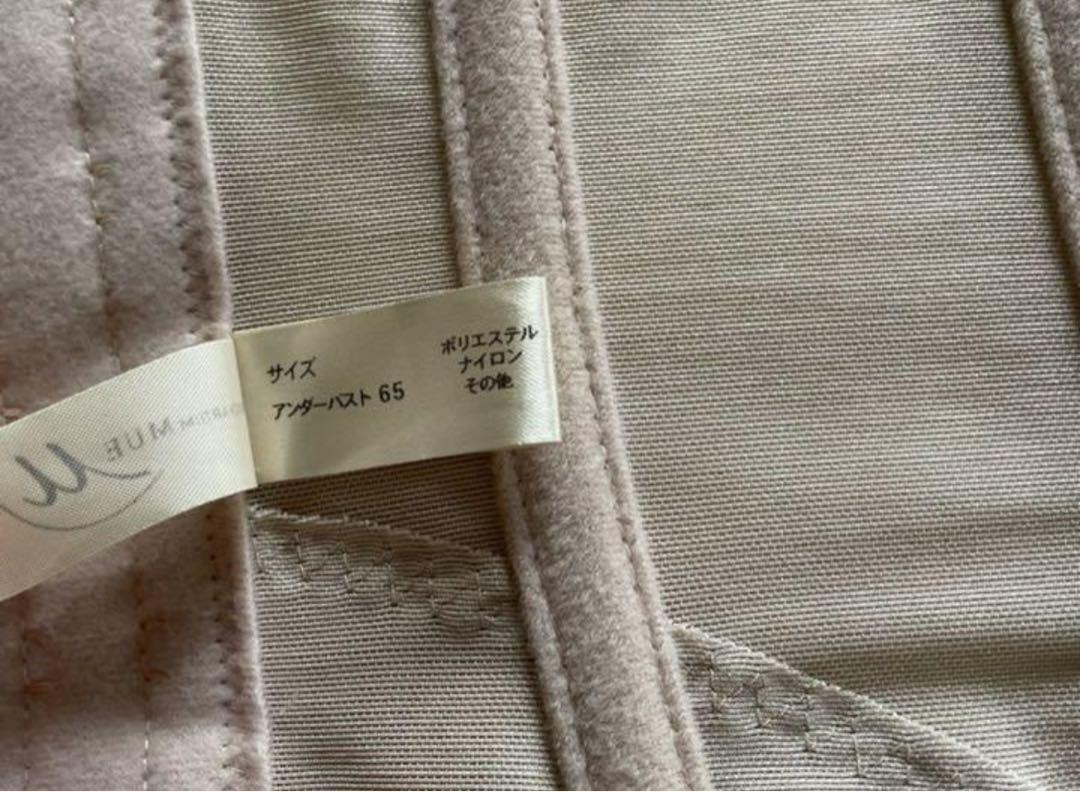 サイズ
アンダーバスト 65
ポリエステル
ナイロン
その他
MUE